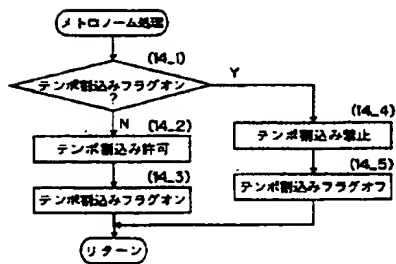 メトロノーム処理
(14_1)
テンポ割込みフラグオン
?
Y
N
(14_2)
テンポ割込み許可
(14_3)
テンポ割込みフラグオン
(14_4)
テンポ割込み禁止
(14_5)
テンポ割込みフラグオフ
リターン